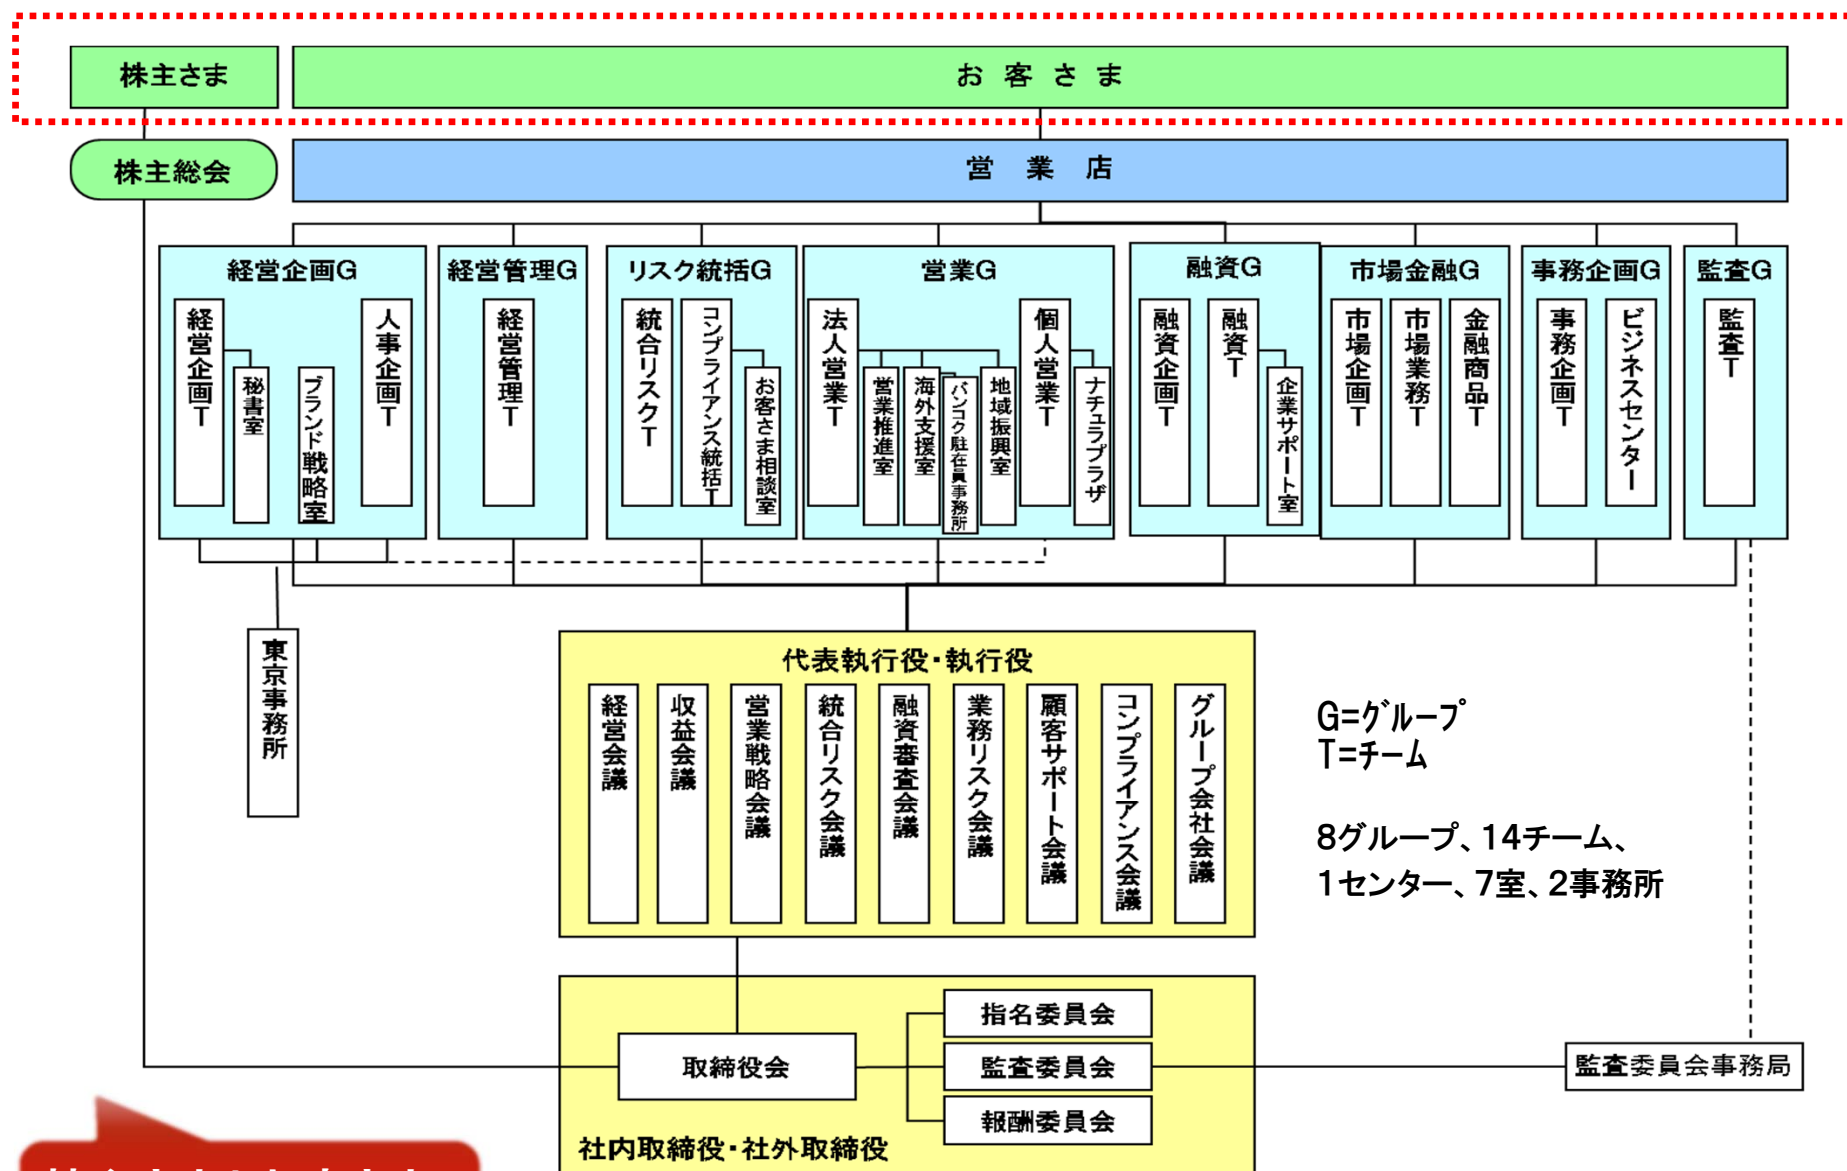 株主さま
お客さま
株主総会
営業店
経営企画G
経営企画T
秘書室
ブランド戦略室
人事企画T
経営管理G
経営管理T
リスク統括G
統合リスクT
コンプライアンス統括T
お客さま相談室
営業G
法人営業T
営業推進室
海外支援室
バンコク駐在員事務所
地域振興室
個人営業T
ナチュラプラザ
融資G
融資企画T
融資T
企業サポート室
市場金融G
市場企画T
市場業務T
金融商品T
事務企画G
事務企画T
ビジネスセンター
監査G
監査T
東京事務所
代表執行役・執行役
経営会議
収益会議
営業戦略会議
統合リスク会議
融資審査会議
業務リスク会議
顧客サポート会議
コンプライアンス会議
グループ会社会議
G=ｸﾞﾙｰﾌﾟ
T=ﾁｰﾑ
8グループ、14チーム、
1センター、7室、2事務所
取締役会
指名委員会
監査委員会
報酬委員会
監査委員会事務局
社内取締役・社外取締役